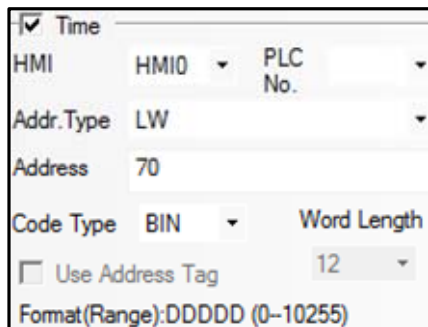 Time
HMI HMI0 PLC No.
Addr.Type LW
Address 70
Code Type BIN Word Length
Use Address Tag 12
Format(Range):DDDDD (0--10255)